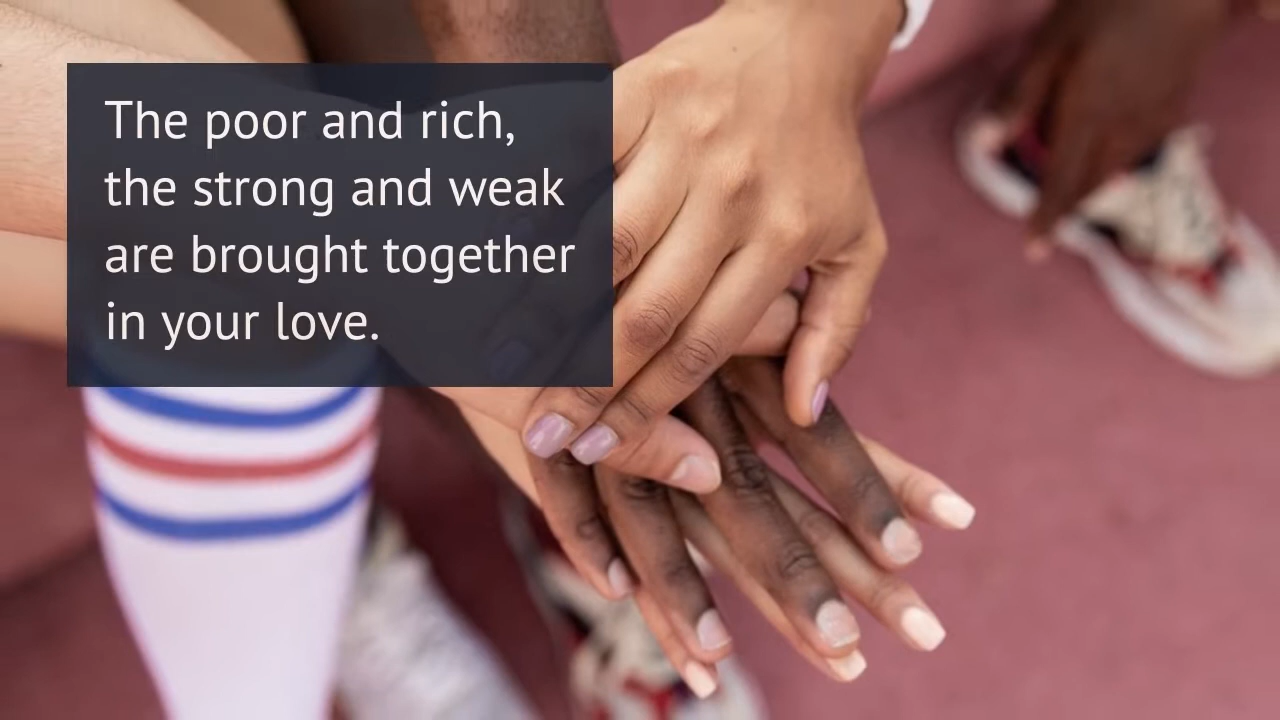 The poor and rich,
the strong and weak
are brought together
in your love.